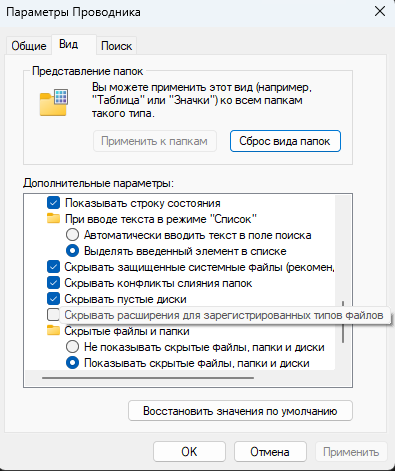 Параметры Проводника
Общие
Вид
Поиск
Представление папок
Вы можете применить этот вид (например,
"Таблица" или "Значки") ко всем папкам
такого типа.
Применить к папкам
Сброс вида папок
Дополнительные параметры:
Показывать строку состояния
При вводе текста в режиме "Список"
Автоматически вводить текст в поле поиска
Выделять введенный элемент в списке
Скрывать защищенные системные файлы (рекомен,
Скрывать конфликты слияния папок
Скрывать пустые диски
Скрывать расширения для зарегистрированных типов файлов
Скрытые файлы и папки
Не показывать скрытые файлы, папки и диски
Показывать скрытые файлы, папки и диски
Восстановить значения по умолчанию
OK
Отмена
Применить